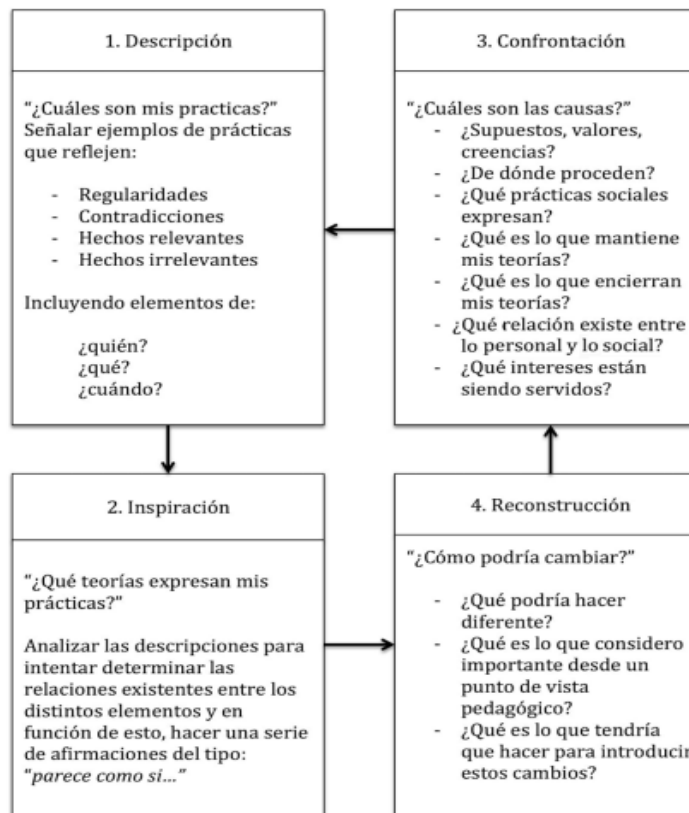 1. Descripción
“¿Cuáles son mis practicas?”
Señalar ejemplos de prácticas
que reflejen:
- Regularidades
- Contradicciones
- Hechos relevantes
- Hechos irrelevantes
Incluyendo elementos de:
¿quién?
¿qué?
¿cuándo?
2. Inspiración
“¿Qué teorías expresan mis
prácticas?”
Analizar las descripciones para
intentar determinar las
relaciones existentes entre los
distintos elementos y en
función de esto, hacer una serie
de afirmaciones del tipo:
“parece como si…”
3. Confrontación
“¿Cuáles son las causas?”
- ¿Supuestos, valores,
creencias?
- ¿De dónde proceden?
- ¿Qué prácticas sociales
expresan?
- ¿Qué es lo que mantiene
mis teorías?
- ¿Qué es lo que encierran
mis teorías?
- ¿Qué relación existe entre
lo personal y lo social?
- ¿Qué intereses están
siendo servidos?
4. Reconstrucción
“¿Cómo podría cambiar?”
- ¿Qué podría hacer
diferente?
- ¿Qué es lo que considero
importante desde un
punto de vista
pedagógico?
- ¿Qué es lo que tendría
que hacer para introducir
estos cambios?